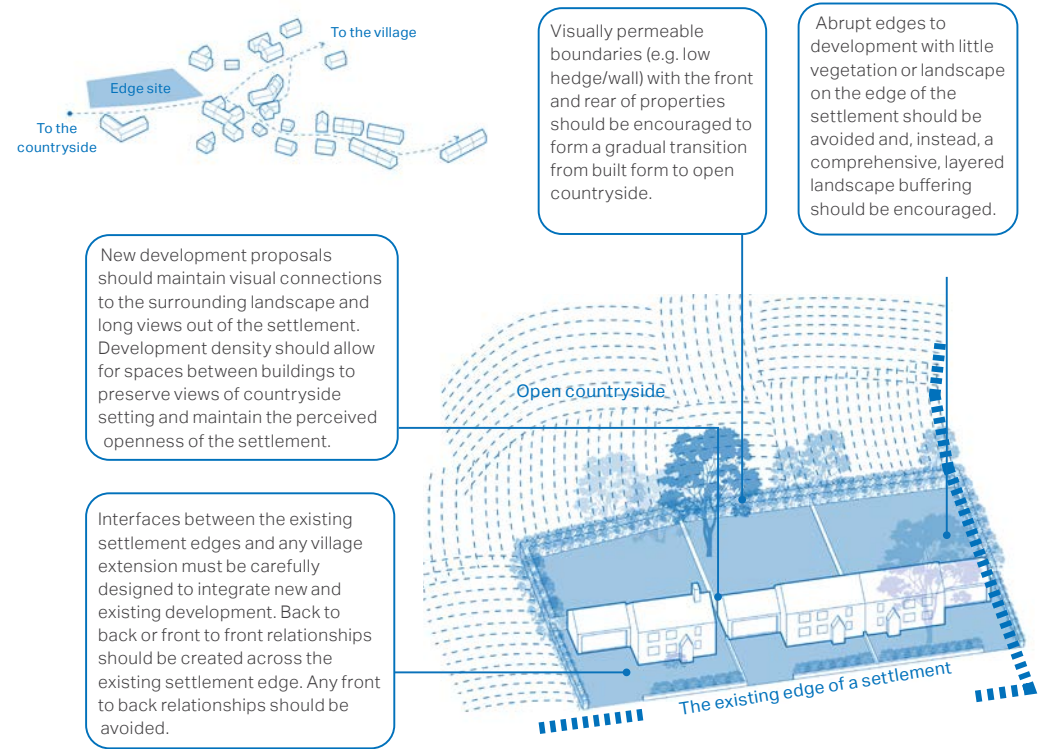 To the village
Edge site
To the
countryside
Visually permeable
boundaries (e.g. low
hedge/wall) with the front
and rear of properties
should be encouraged to
form a gradual transition
from built form to open
countryside.
Abrupt edges to
development with little
vegetation or landscape
on the edge of the
settlement should be
avoided and, instead, a
comprehensive, layered
landscape buffering
should be encouraged.
New development proposals
should maintain visual connections
to the surrounding landscape and
long views out of the settlement.
Development density should allow
for spaces between buildings to
preserve views of countryside
setting and maintain the perceived
openness of the settlement.
Open countryside
Interfaces between the existing
settlement edges and any village
extension must be carefully
designed to integrate new and
existing development. Back to
back or front to front relationships
should be created across the
existing settlement edge. Any front
to back relationships should be
avoided.
The existing edge of a settlement